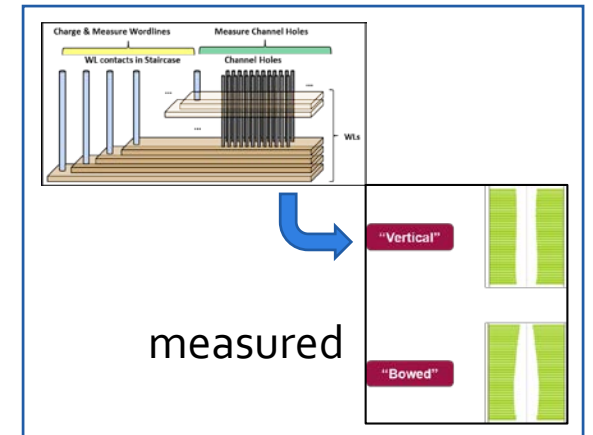 Charge & Measure Wordlines
Measure Channel Holes
WL contacts in Staircase
Channel Holes
...
...
...
WLs
"Vertical"
measured
"Bowed"